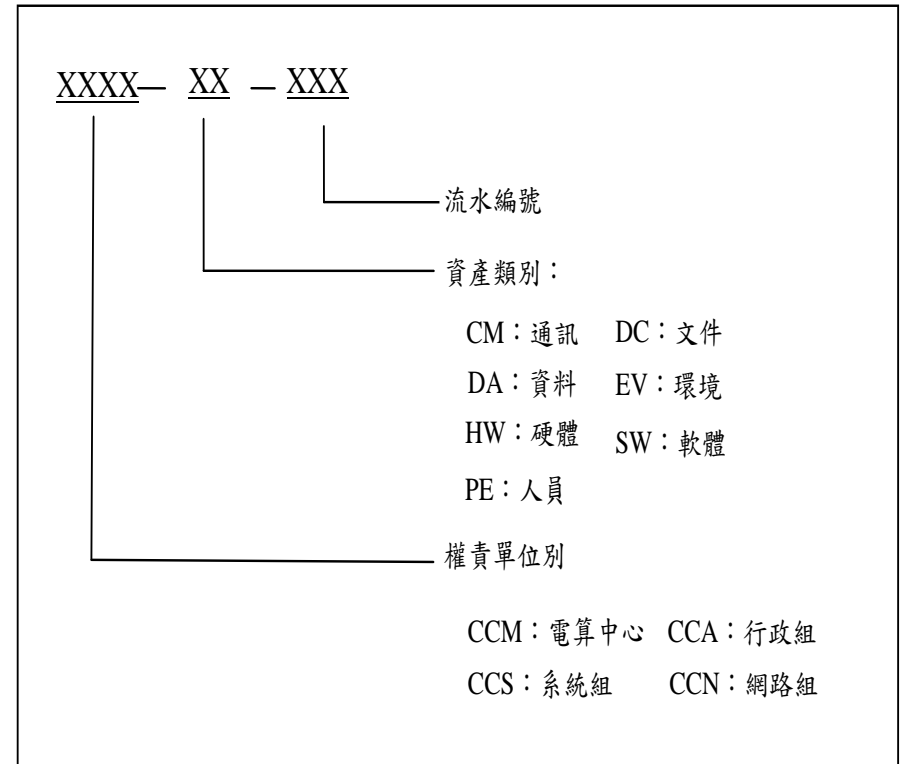 XXXX— XX — XXX
流水編號
資產類別：
CM：通訊 DC：文件
DA：資料 EV：環境
HW：硬體 SW：軟體
PE：人員
權責單位別
CCM：電算中心 CCA：行政組
CCS：系統組 CCN：網路組